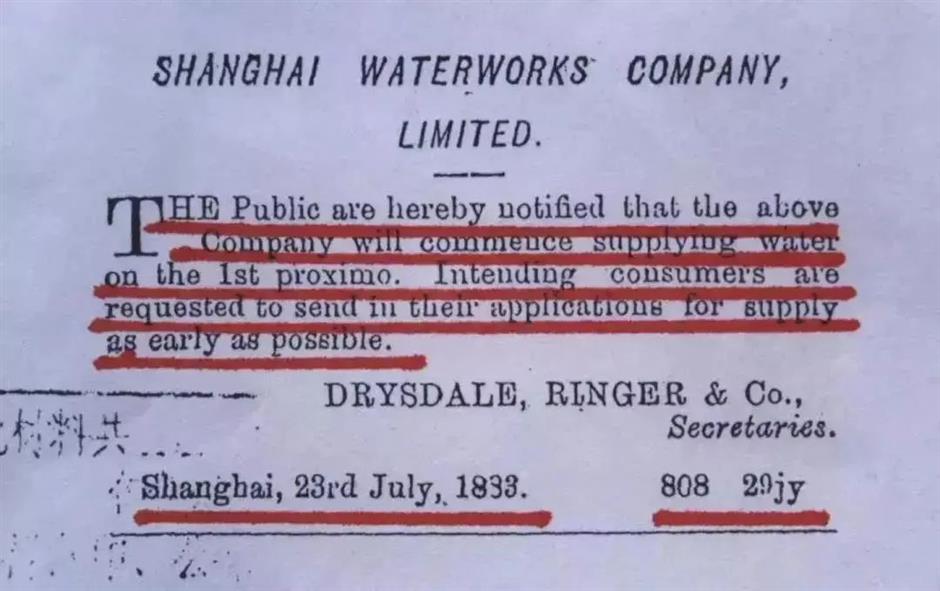 SHANGHAI WATERWORKS COMPANY,
LIMITED.
THE Public are hereby notified that the above
Company will commence supplying water
on the 1st proximo. Intending consumers are
requested to send in their applications for supply
as early as possible.
DRYSDALE, RINGER & Co.,
Secretaries.
Shanghai, 23rd July, 1883.
808 29jy